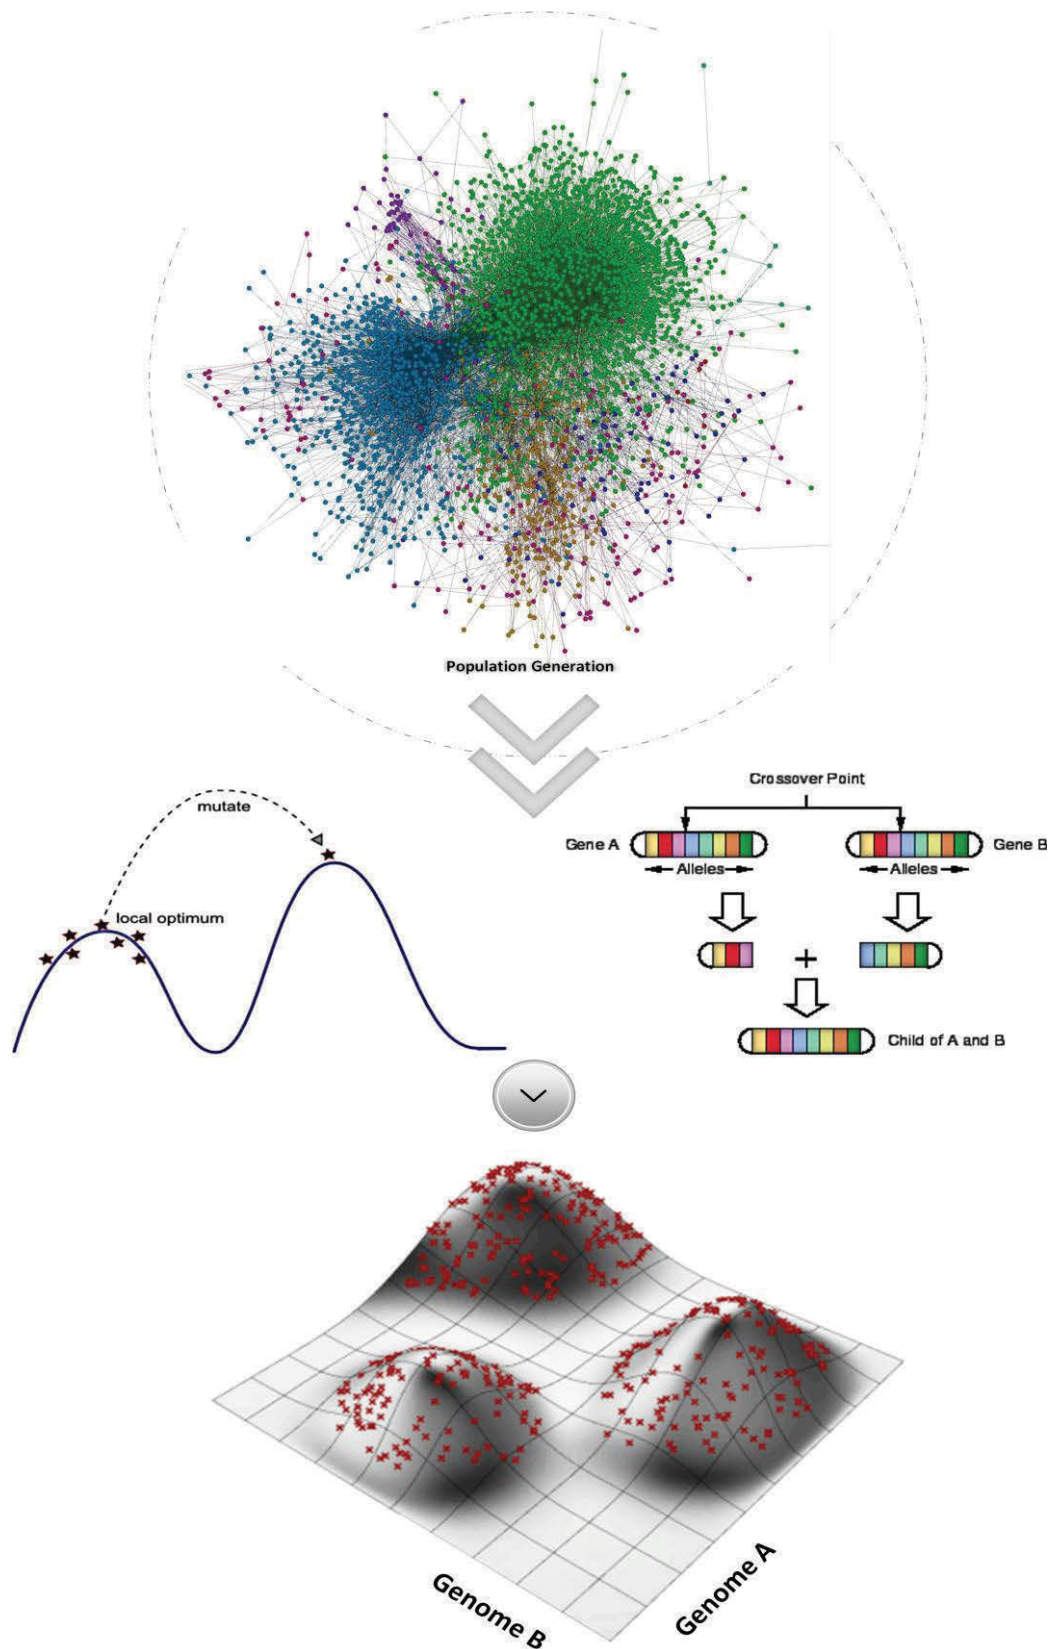 Population Generation
mutate
local optimum
Crossover Point
Gene A
Gene B
Alleles
Alleles
+
Child of A and B
Genome B
Genome A